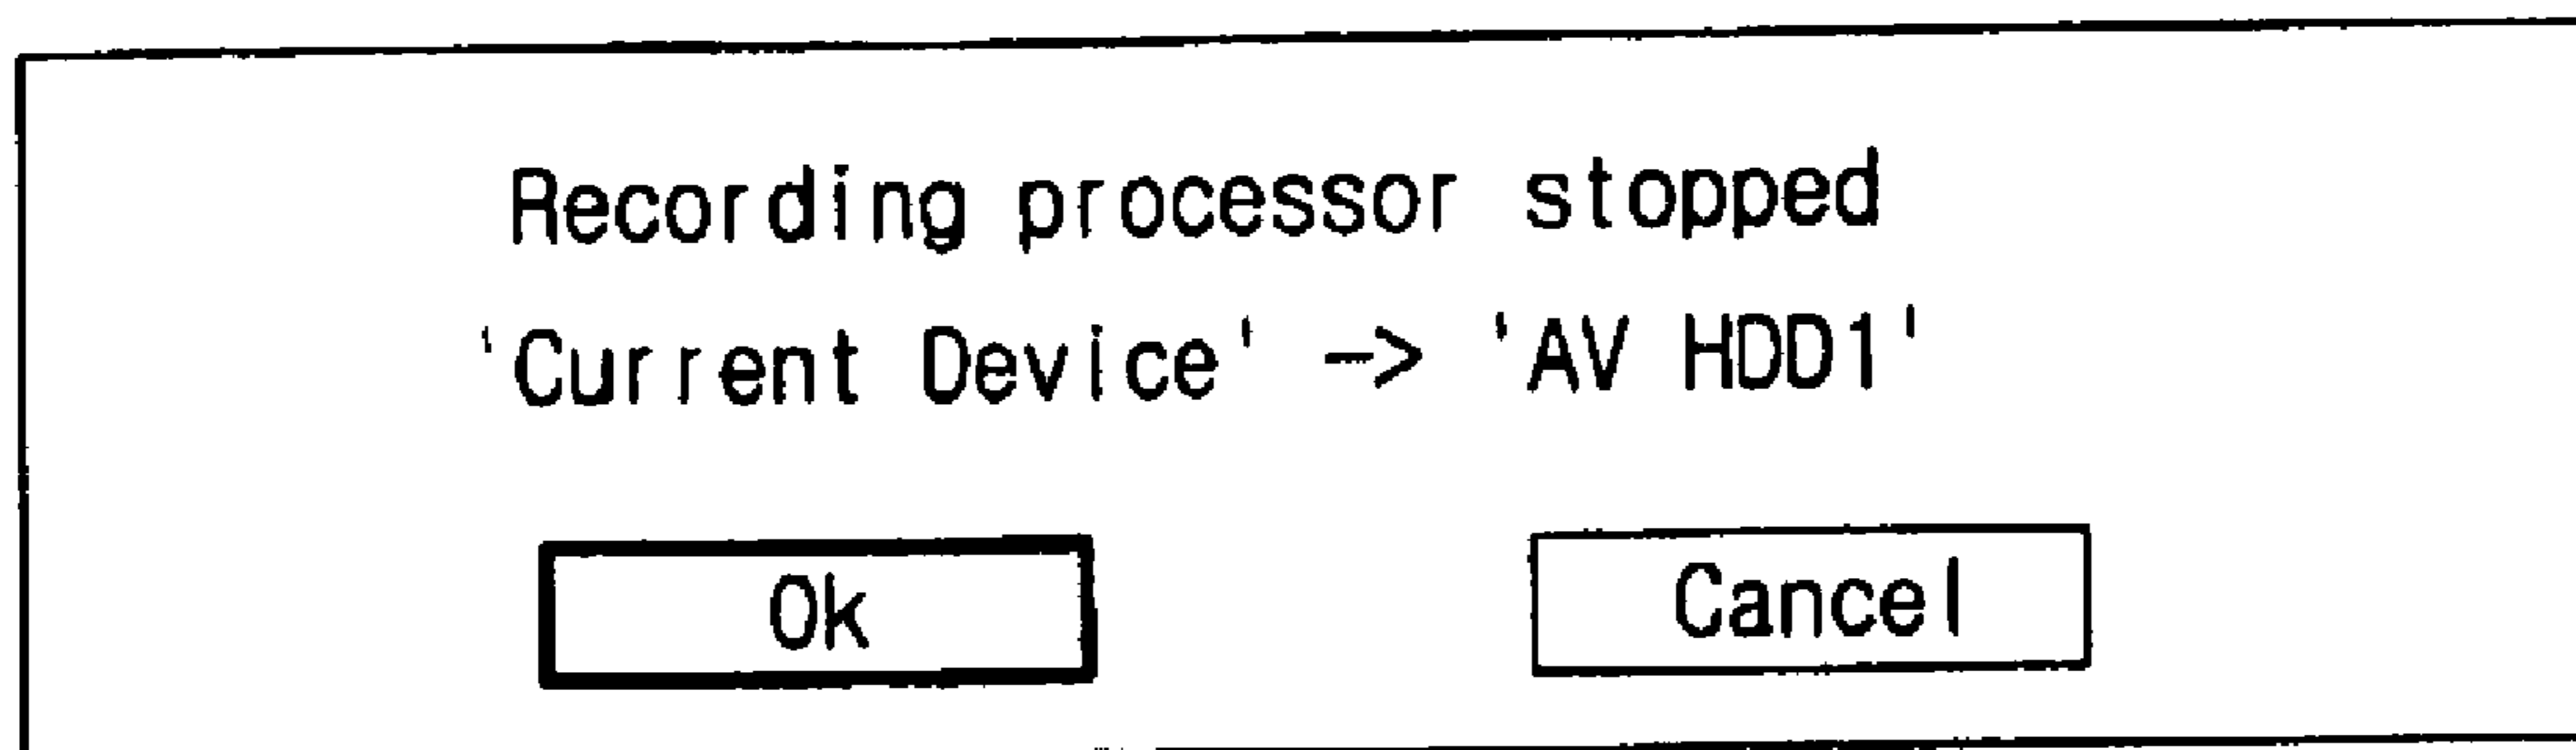 Recording processor stopped
'Current Device' -> 'AV HDD1'
Ok
Cancel